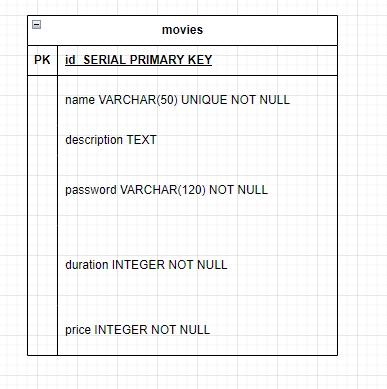 movies
PK id SERIAL PRIMARY KEY
name VARCHAR(50) UNIQUE NOT NULL
description TEXT
password VARCHAR(120) NOT NULL
duration INTEGER NOT NULL
price INTEGER NOT NULL